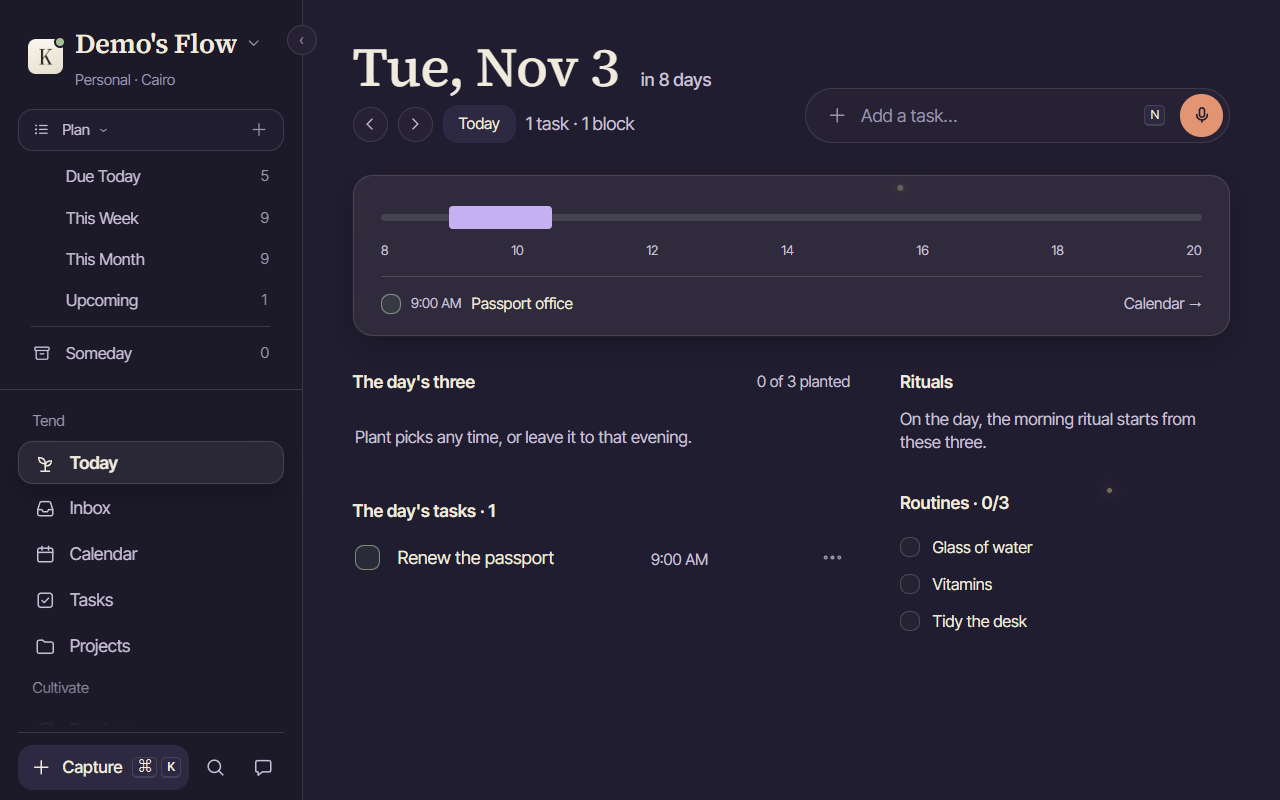 K
Demo's Flow
Personal · Cairo
Plan
Due Today 5
This Week 9
This Month 9
Upcoming 1
Someday 0
Tend
Today
Inbox
Calendar
Tasks
Projects
Cultivate
Capture ⌘ K
Tue, Nov 3 in 8 days
Today 1 task · 1 block
Add a task... N
8 10 12 14 16 18 20
9:00 AM Passport office Calendar →
The day's three 0 of 3 planted
Plant picks any time, or leave it to that evening.
The day's tasks · 1
Renew the passport 9:00 AM
Rituals
On the day, the morning ritual starts from
these three.
Routines · 0/3
Glass of water
Vitamins
Tidy the desk